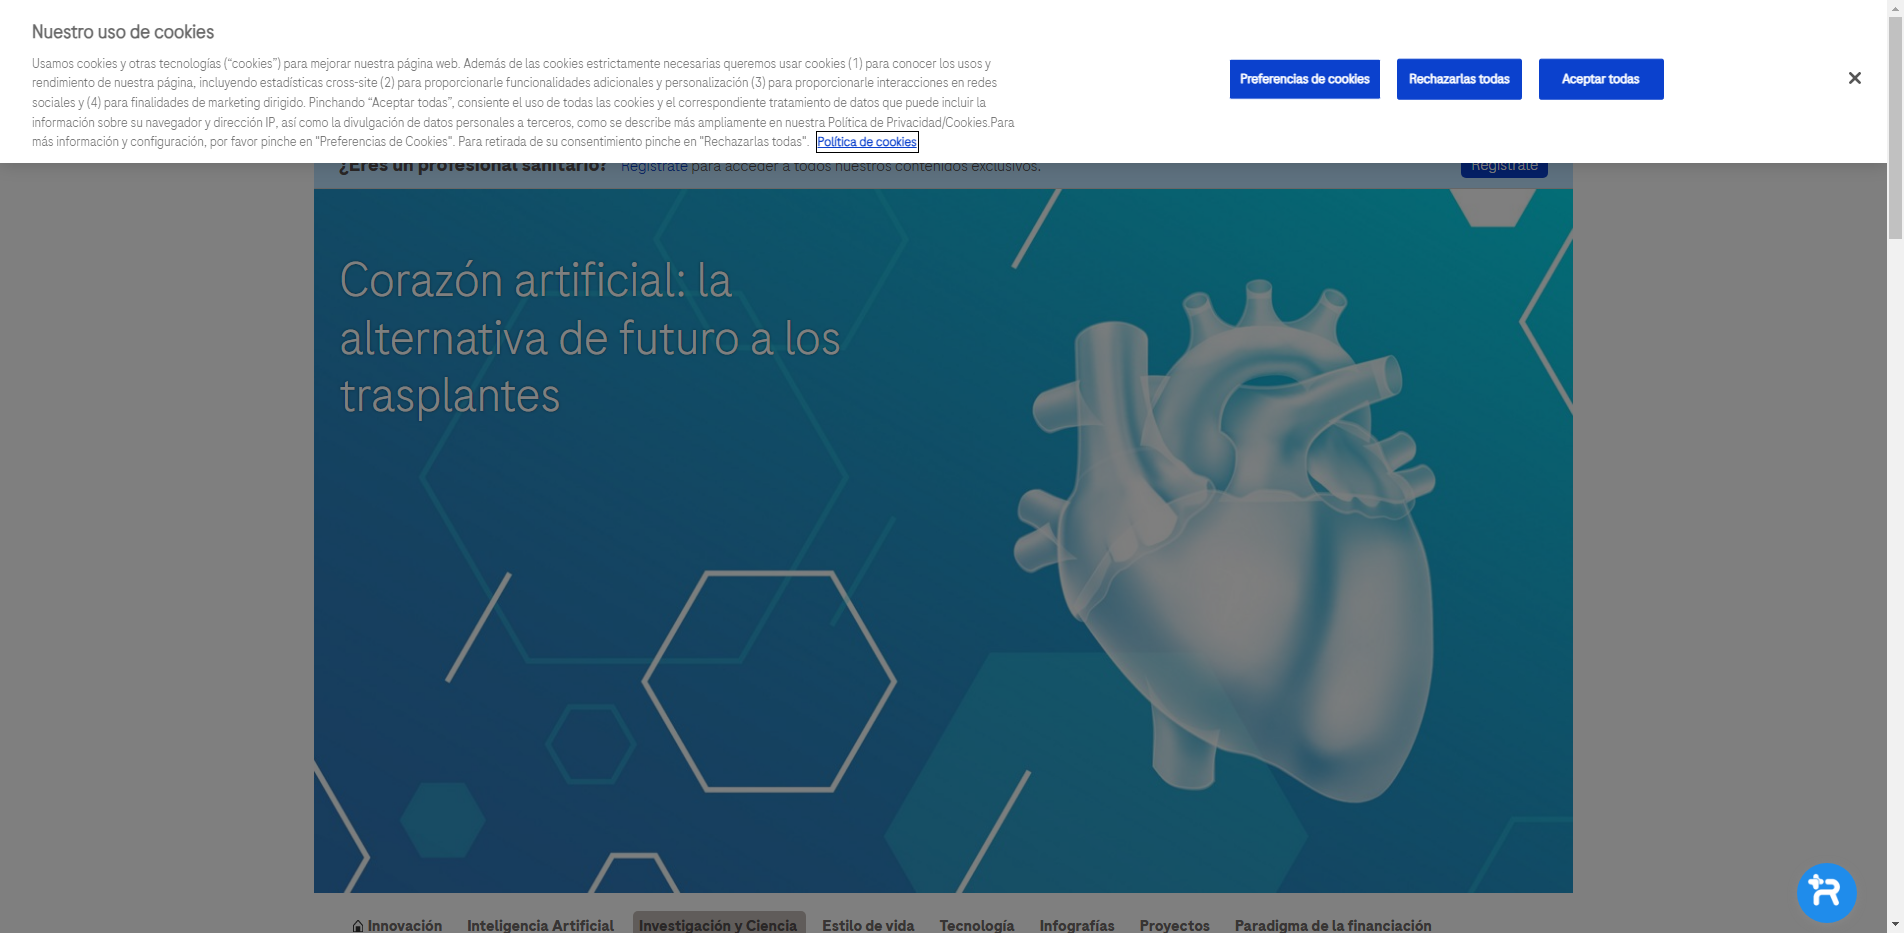 Nuestro uso de cookies
Usamos cookies y otras tecnologías (“cookies”) para mejorar nuestra página web. Además de las cookies estrictamente necesarias queremos usar cookies (1) para conocer los usos y
rendimiento de nuestra página, incluyendo estadísticas cross-site (2) para proporcionarle funcionalidades adicionales y personalización (3) para proporcionarle interacciones en redes
sociales y (4) para finalidades de marketing dirigido. Pinchando “Aceptar todas”, consiente el uso de todas las cookies y el correspondiente tratamiento de datos que puede incluir la
información sobre su navegador y dirección IP, así como la divulgación de datos personales a terceros, como se describe más ampliamente en nuestra Política de Privacidad/Cookies.Para
más información y configuración, por favor pinche en "Preferencias de Cookies". Para retirada de su consentimiento pinche en "Rechazarlas todas". Política de cookies
Preferencias de cookies
Rechazarlas todas
Aceptar todas
¿Eres un profesional sanitario? Regístrate para acceder a todos nuestros contenidos exclusivos.
Regístrate
Corazón artificial: la
alternativa de futuro a los
trasplantes
Innovación
Inteligencia Artificial
Investigación y Ciencia
Estilo de vida
Tecnología
Infografías
Proyectos
Paradigma de la financiación